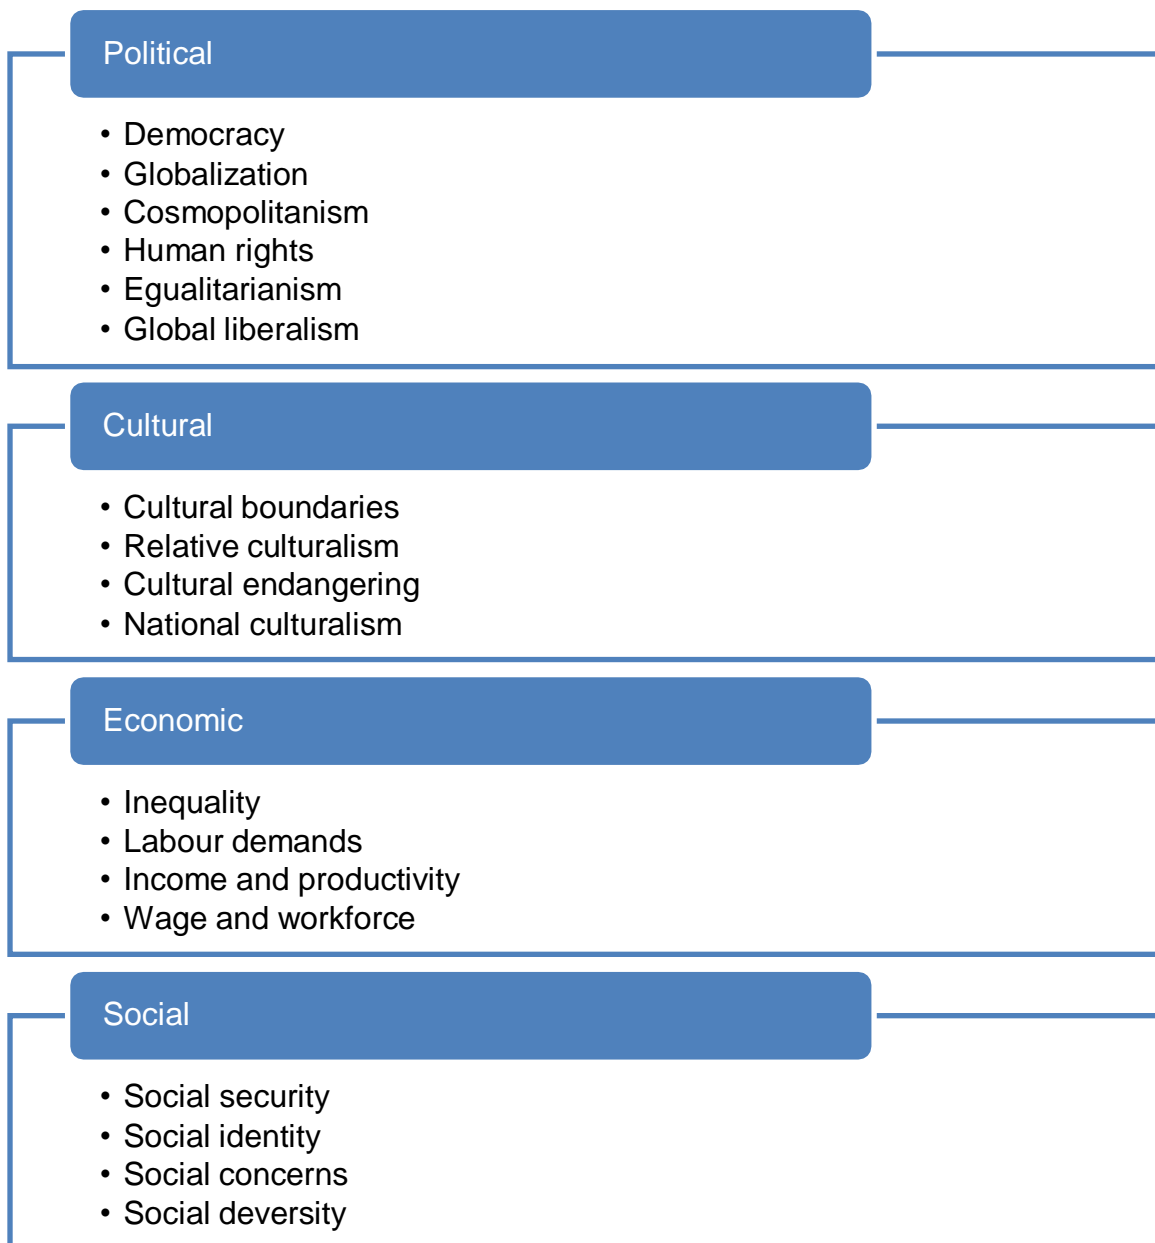 Political
• Democracy
• Globalization
• Cosmopolitanism
• Human rights
• Egualitarianism
• Global liberalism
Cultural
• Cultural boundaries
• Relative culturalism
• Cultural endangering
• National culturalism
Economic
• Inequality
• Labour demands
• Income and productivity
• Wage and workforce
Social
• Social security
• Social identity
• Social concerns
• Social deversity